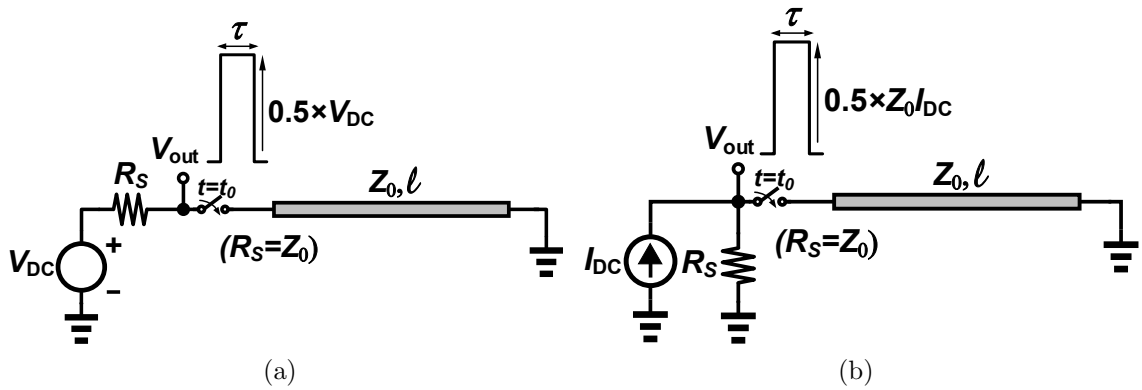 τ
0.5×V_DC
V_out
R_S
t=t_0
Z_0, ℓ
(R_S=Z_0)
V_DC
+
−
(a)
τ
0.5×Z_0I_DC
V_out
t=t_0
Z_0, ℓ
(R_S=Z_0)
I_DC
R_S
(b)